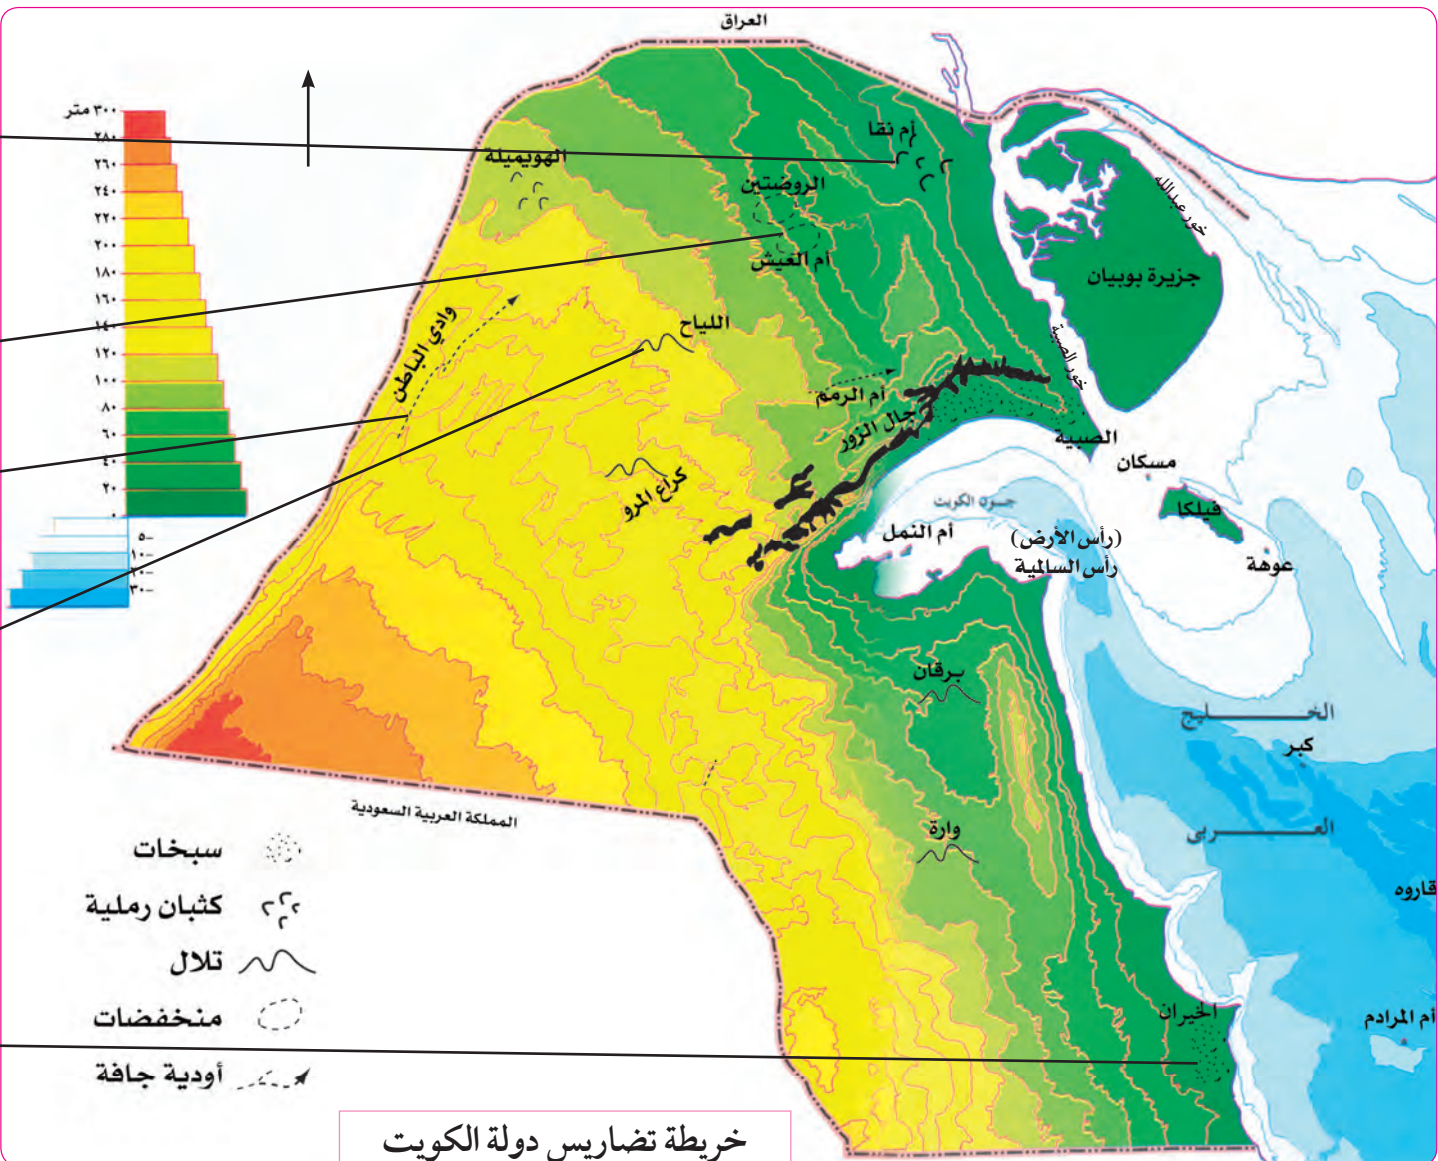 العراق
٣٠٠ متر
٢٨٠
٢٦٠
٢٤٠
٢٢٠
٢٠٠
١٨٠
١٦٠
١٤٠
١٢٠
١٠٠
٨٠
٦٠
٤٠
٢٠
٠
٥–
١٠–
٢٠–
٣٠–
أم نقا
الهويميلة
الروضتين
أم العيش
خور عبدالله
جزيرة بوبيان
وادي الباطن
اللياح
خور الصبية
أم الرمم
جال الزور
الصبية
مسكان
كراع المرو
فيلكا
جون الكويت
أم النمل
(رأس الأرض)
رأس السالمية
عوهة
برقان
الخليج
كبر
المملكة العربية السعودية
وارة
العربي
قاروه
سبخات
كثبان رملية
تلال
منخفضات
أودية جافة
الخيران
أم المرادم
خريطة تضاريس دولة الكويت